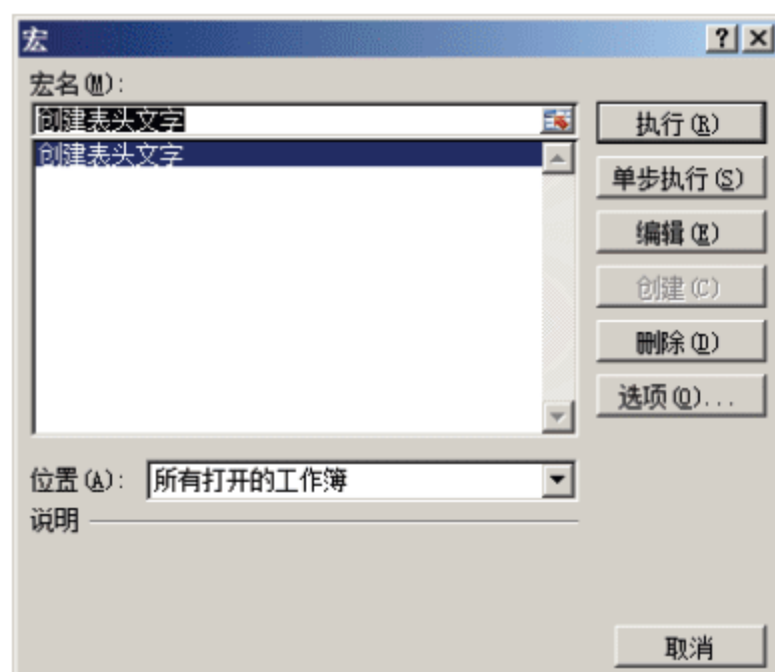 宏
宏名(M):
创建表头文字
创建表头文字
执行(R)
单步执行(S)
编辑(E)
创建(C)
删除(D)
选项(O)...
位置(A): 所有打开的工作簿
说明
取消